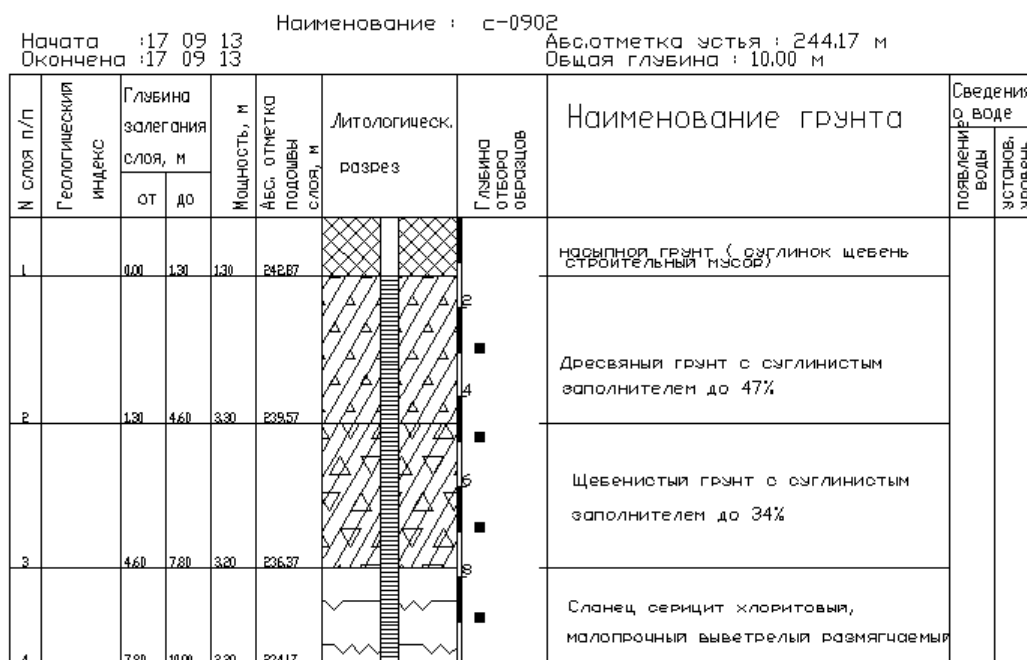 Наименование : с-0902
Начата :17 09 13
Абс.отметка устья : 244.17 м
Окончена :17 09 13
Общая глубина : 10.00 м
N слоя п/п
Геологический индекс
Глубина
залегания
слоя, м
от до
Мощность, м
Абс. отметка
подошвы
слоя, м
Литологическ.
разрез
Глубина
отбора
образцов
Наименование грунта
Сведения
о воде
появление
воды
установ.
уровень
насыпной грунт ( суглинок щебень
строительный мусор)
1 0.00 1.30 1.30 242.87
2
Дресвяный грунт с суглинистым
заполнителем до 47%
4
2 1.30 4.60 3.30 239.57
6
Щебенистый грунт с суглинистым
заполнителем до 34%
3 4.60 7.80 3.20 236.37
8
Сланец серицит хлоритовый,
малопрочный выветрелый размягчаемый
4 7.80 10.00 2.20 234.17